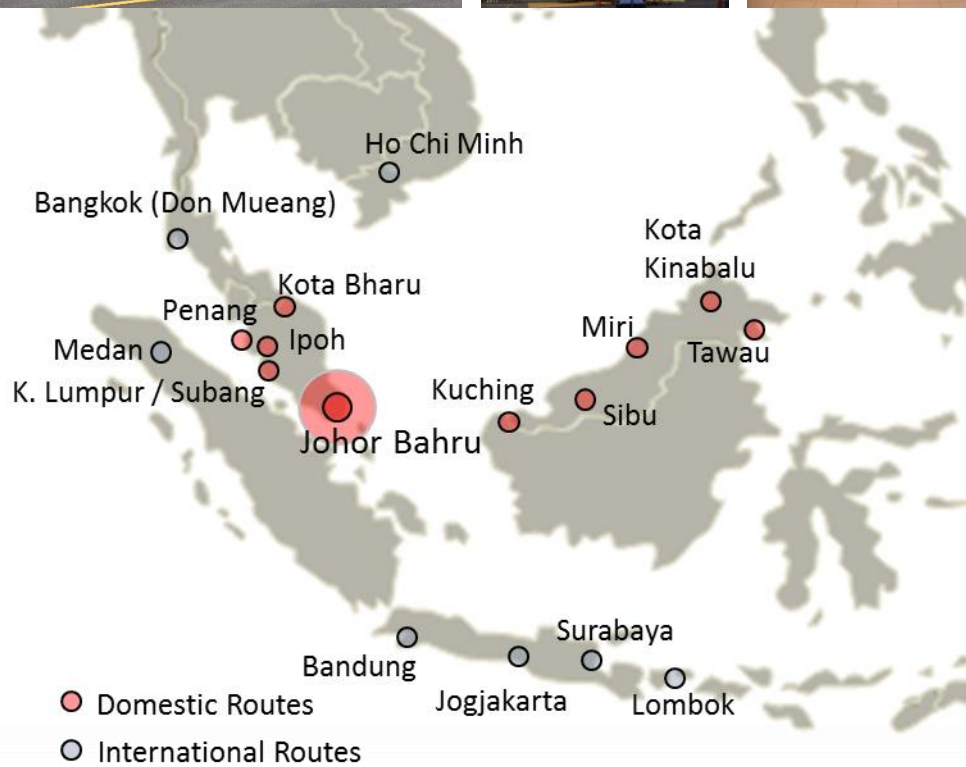 Ho Chi Minh
Bangkok (Don Mueang)
Kota
Kinabalu
Kota Bharu
Penang
Ipoh
Miri
Medan
Tawau
K. Lumpur / Subang
Kuching
Sibu
Johor Bahru
Surabaya
Bandung
Jogjakarta
Lombok
Domestic Routes
International Routes